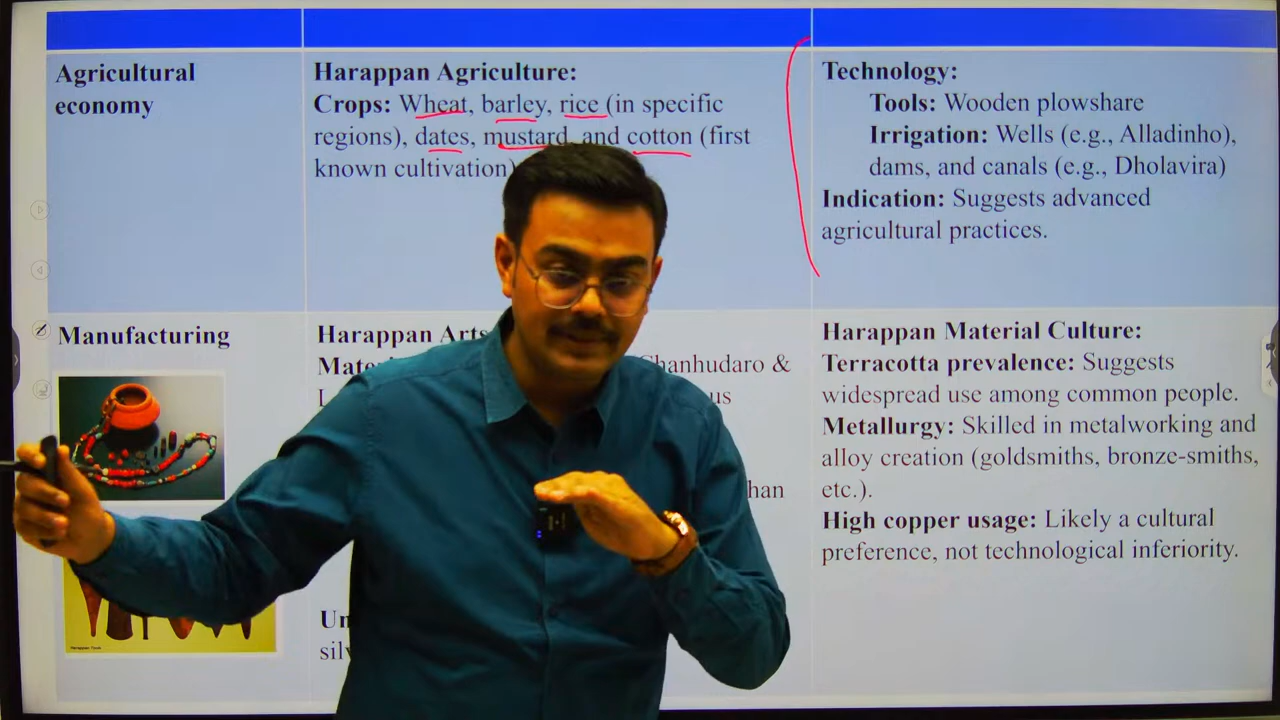 Agricultural
economy
Harappan Agriculture:
Crops: Wheat, barley, rice (in specific
regions), dates, mustard and cotton (first
known cultivation)
Technology:
Tools: Wooden plowshare
Irrigation: Wells (e.g., Alladinho),
dams, and canals (e.g., Dholavira)
Indication: Suggests advanced
agricultural practices.
Manufacturing
Harappan Arts
Chanhudaro &
Harappan Material Culture:
Terracotta prevalence: Suggests
widespread use among common people.
Metallurgy: Skilled in metalworking and
alloy creation (goldsmiths, bronze-smiths,
etc.).
High copper usage: Likely a cultural
preference, not technological inferiority.
Harappan Tools